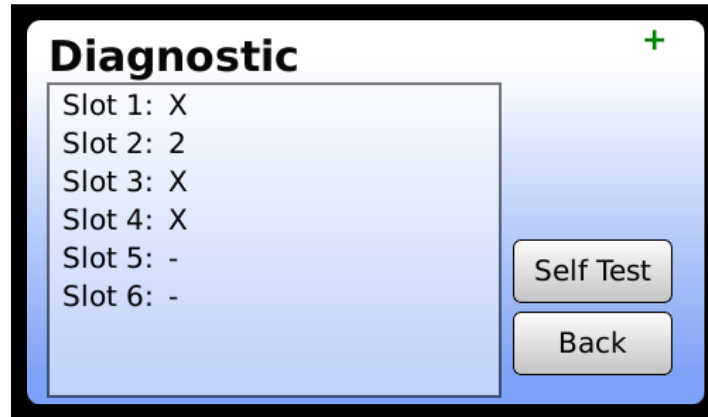 Diagnostic
+
Slot 1: X
Slot 2: 2
Slot 3: X
Slot 4: X
Slot 5: -
Slot 6: -
Self Test
Back